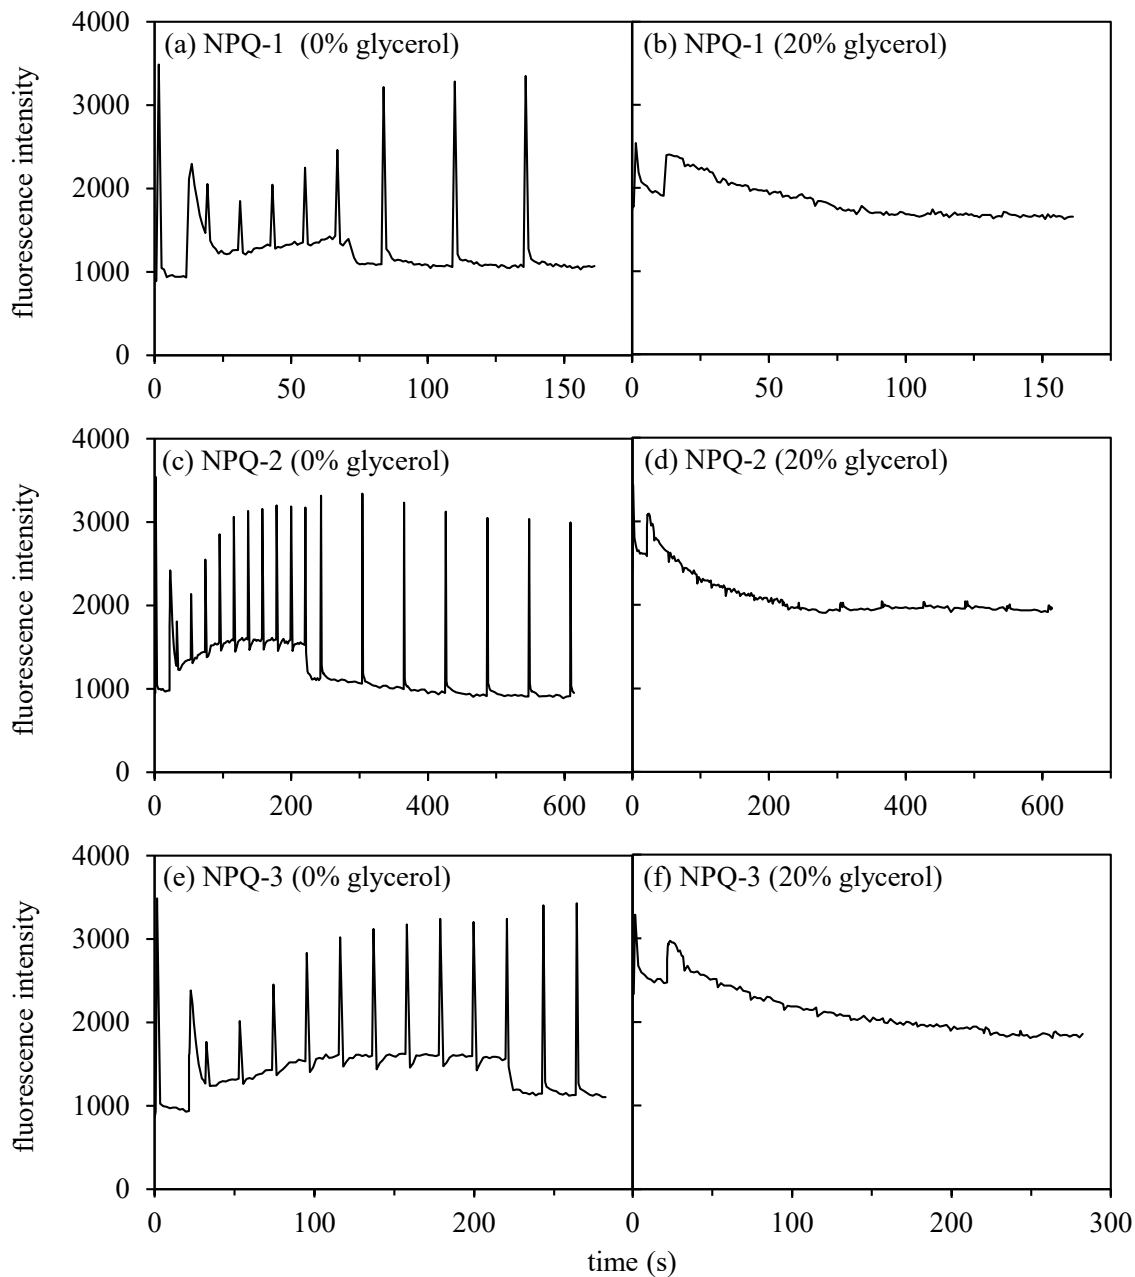 (a) NPQ-1 (0% glycerol)
(b) NPQ-1 (20% glycerol)
fluorescence intensity
4000
3000
2000
1000
0
0 50 100 150
0 50 100 150
(c) NPQ-2 (0% glycerol)
(d) NPQ-2 (20% glycerol)
fluorescence intensity
4000
3000
2000
1000
0
0 200 400 600
0 200 400 600
(e) NPQ-3 (0% glycerol)
(f) NPQ-3 (20% glycerol)
fluorescence intensity
4000
3000
2000
1000
0
0 100 200
0 100 200 300
time (s)